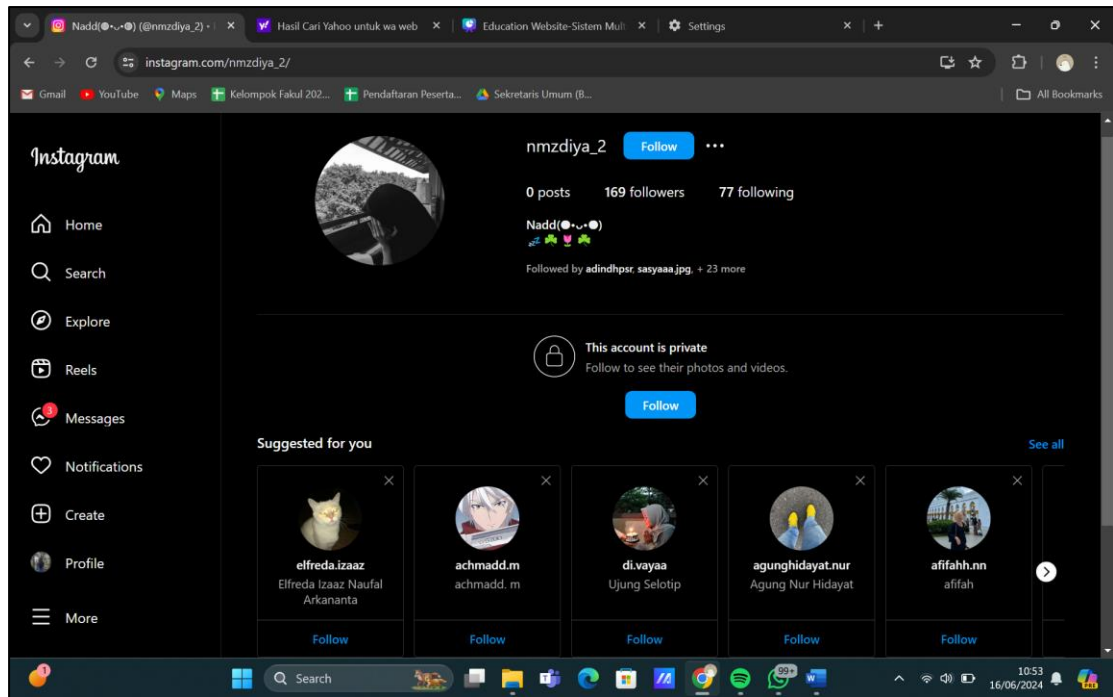 Nadd(●'◡'●) (@nmzdiya_2) • I
Hasil Cari Yahoo untuk wa web
Education Website-Sistem Mult
Settings
instagram.com/nmzdiya_2/
Gmail
YouTube
Maps
Kelompok Fakul 202...
Pendaftaran Peserta...
Sekretaris Umum (B...
All Bookmarks
Instagram
Home
Search
Explore
Reels
3
Messages
Notifications
Create
Profile
More
nmzdiya_2 Follow
0 posts 169 followers 77 following
Nadd(●'◡'●)
💤☘️🌷☘️
Followed by adindhpsr, sasyaaa.jpg, + 23 more
This account is private
Follow to see their photos and videos.
Follow
Suggested for you See all
elfreda.izaaz
Elfreda Izaaz Naufal
Arkananta
Follow
achmadd.m
achmadd. m
Follow
di.vayaa
Ujung Selotip
Follow
agunghidayat.nur
Agung Nur Hidayat
Follow
afifahh.nn
afifah
Follow
1
Search
99+
10:53
16/06/2024
PRE